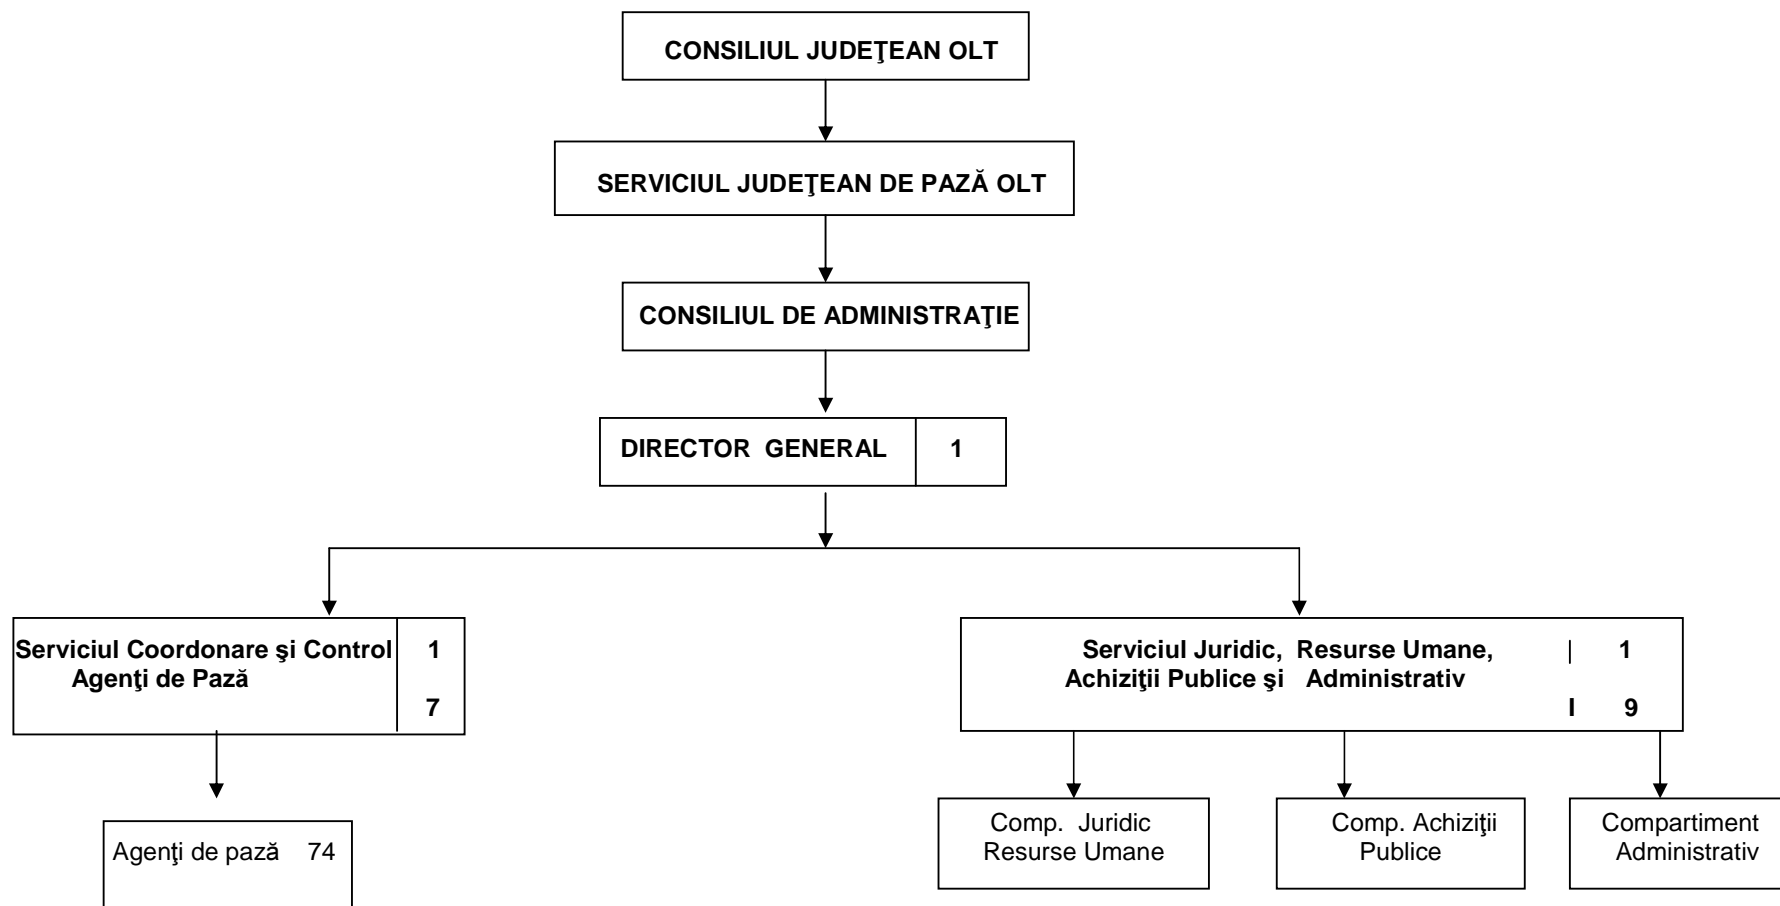 CONSILIUL JUDEŢEAN OLT
SERVICIUL JUDEŢEAN DE PAZĂ OLT
CONSILIUL DE ADMINISTRAŢIE
DIRECTOR GENERAL 1
Serviciul Coordonare şi Control 1
Agenţi de Pază
7
Serviciul Juridic, Resurse Umane, | 1
Achiziţii Publice şi Administrativ
I 9
Agenţi de pază 74
Comp. Juridic
Resurse Umane
Comp. Achiziţii
Publice
Compartiment
Administrativ